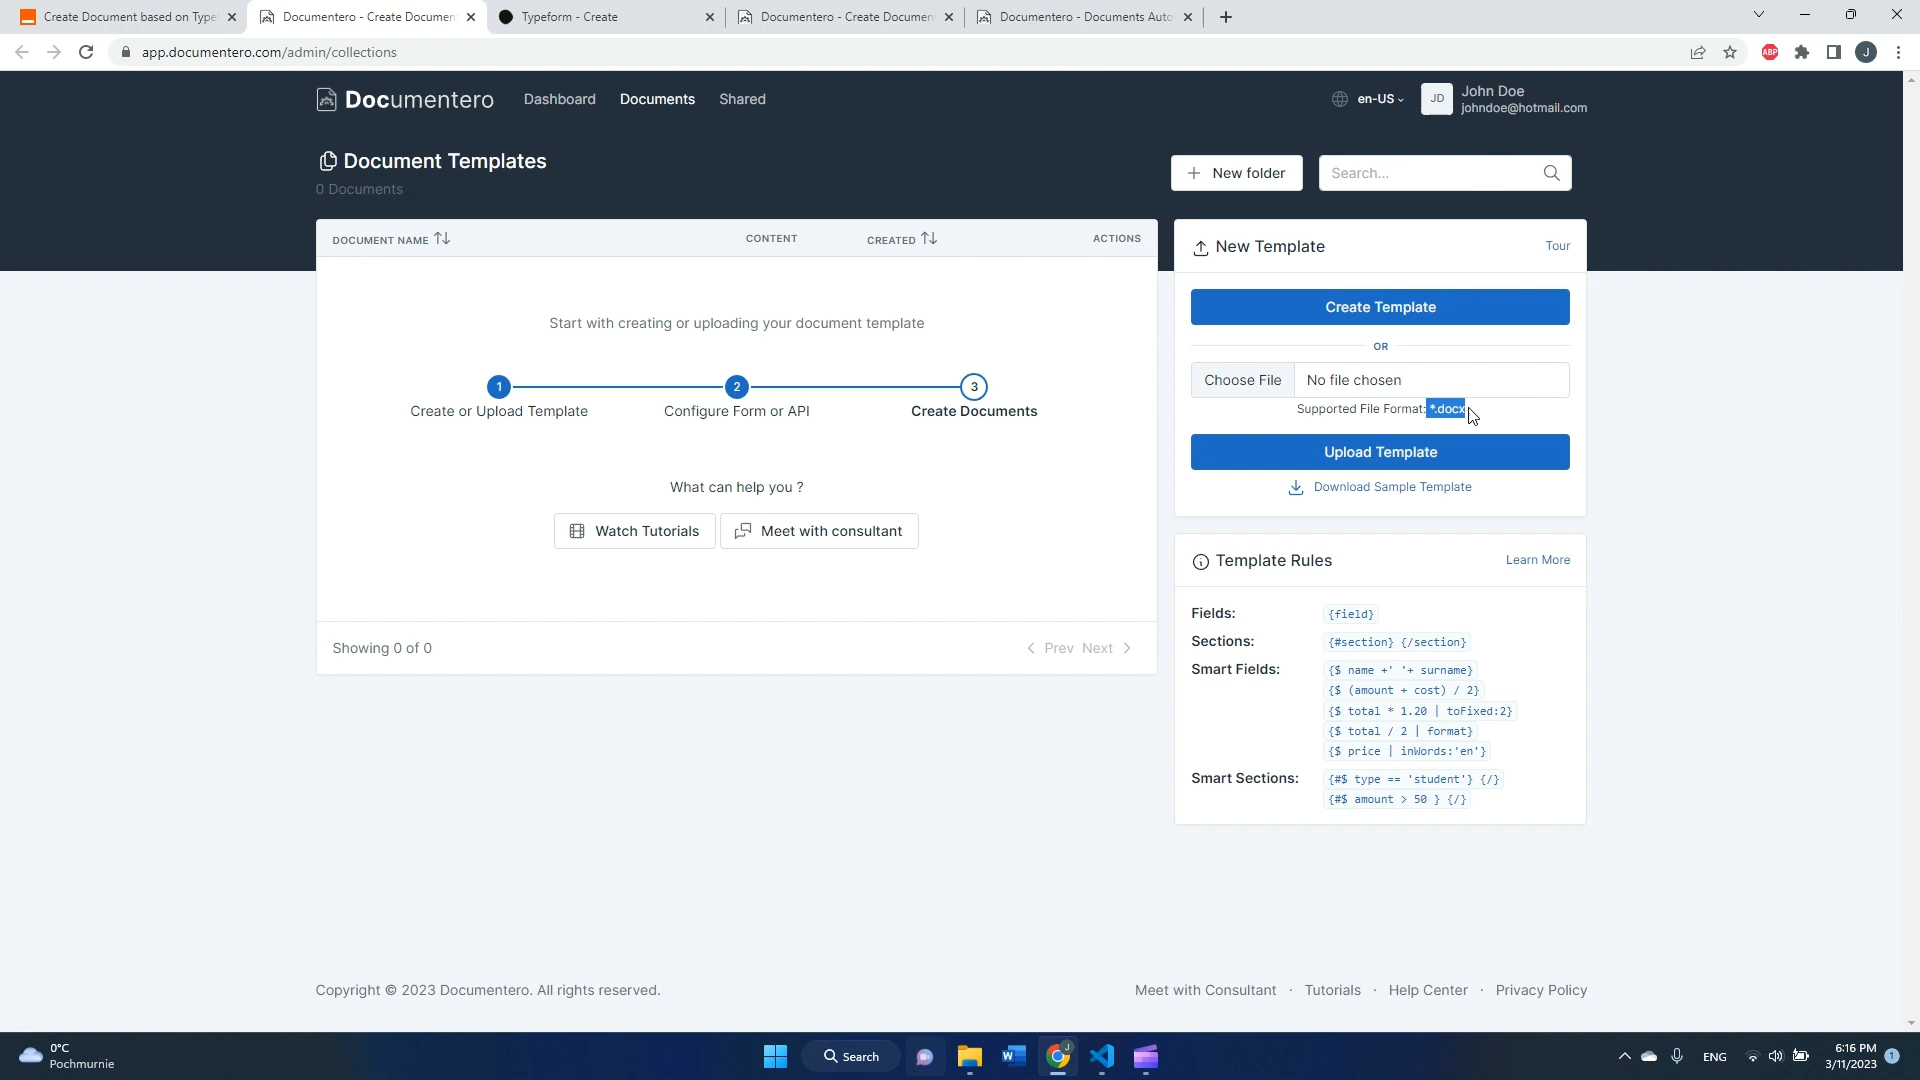 Create Document based on Type
Documentero - Create Documen
Typeform - Create
Documentero - Create Documen
Documentero - Documents Auto
app.documentero.com/admin/collections
ABP
J
Documentero
Dashboard
Documents
Shared
en-US
JD
John Doe
johndoe@hotmail.com
Document Templates
0 Documents
New folder
Search...
DOCUMENT NAME
CONTENT
CREATED
ACTIONS
New Template
Tour
Start with creating or uploading your document template
Create Template
OR
1
2
3
Create or Upload Template
Configure Form or API
Create Documents
Choose File
No file chosen
Supported File Format: *.docx
Upload Template
Download Sample Template
What can help you ?
Watch Tutorials
Meet with consultant
Showing 0 of 0
Prev Next
Template Rules
Learn More
Fields:
{field}
Sections:
{#section} {/section}
Smart Fields:
{$ name +' '+ surname}
{$ (amount + cost) / 2}
{$ total * 1.20 | toFixed:2}
{$ total / 2 | format}
{$ price | inWords:'en'}
Smart Sections:
{#$ type == 'student'} {/}
{#$ amount > 50 } {/}
Copyright © 2023 Documentero. All rights reserved.
Meet with Consultant · Tutorials · Help Center · Privacy Policy
0°C
Pochmurnie
Search
W
J
ENG
6:16 PM
3/11/2023
1